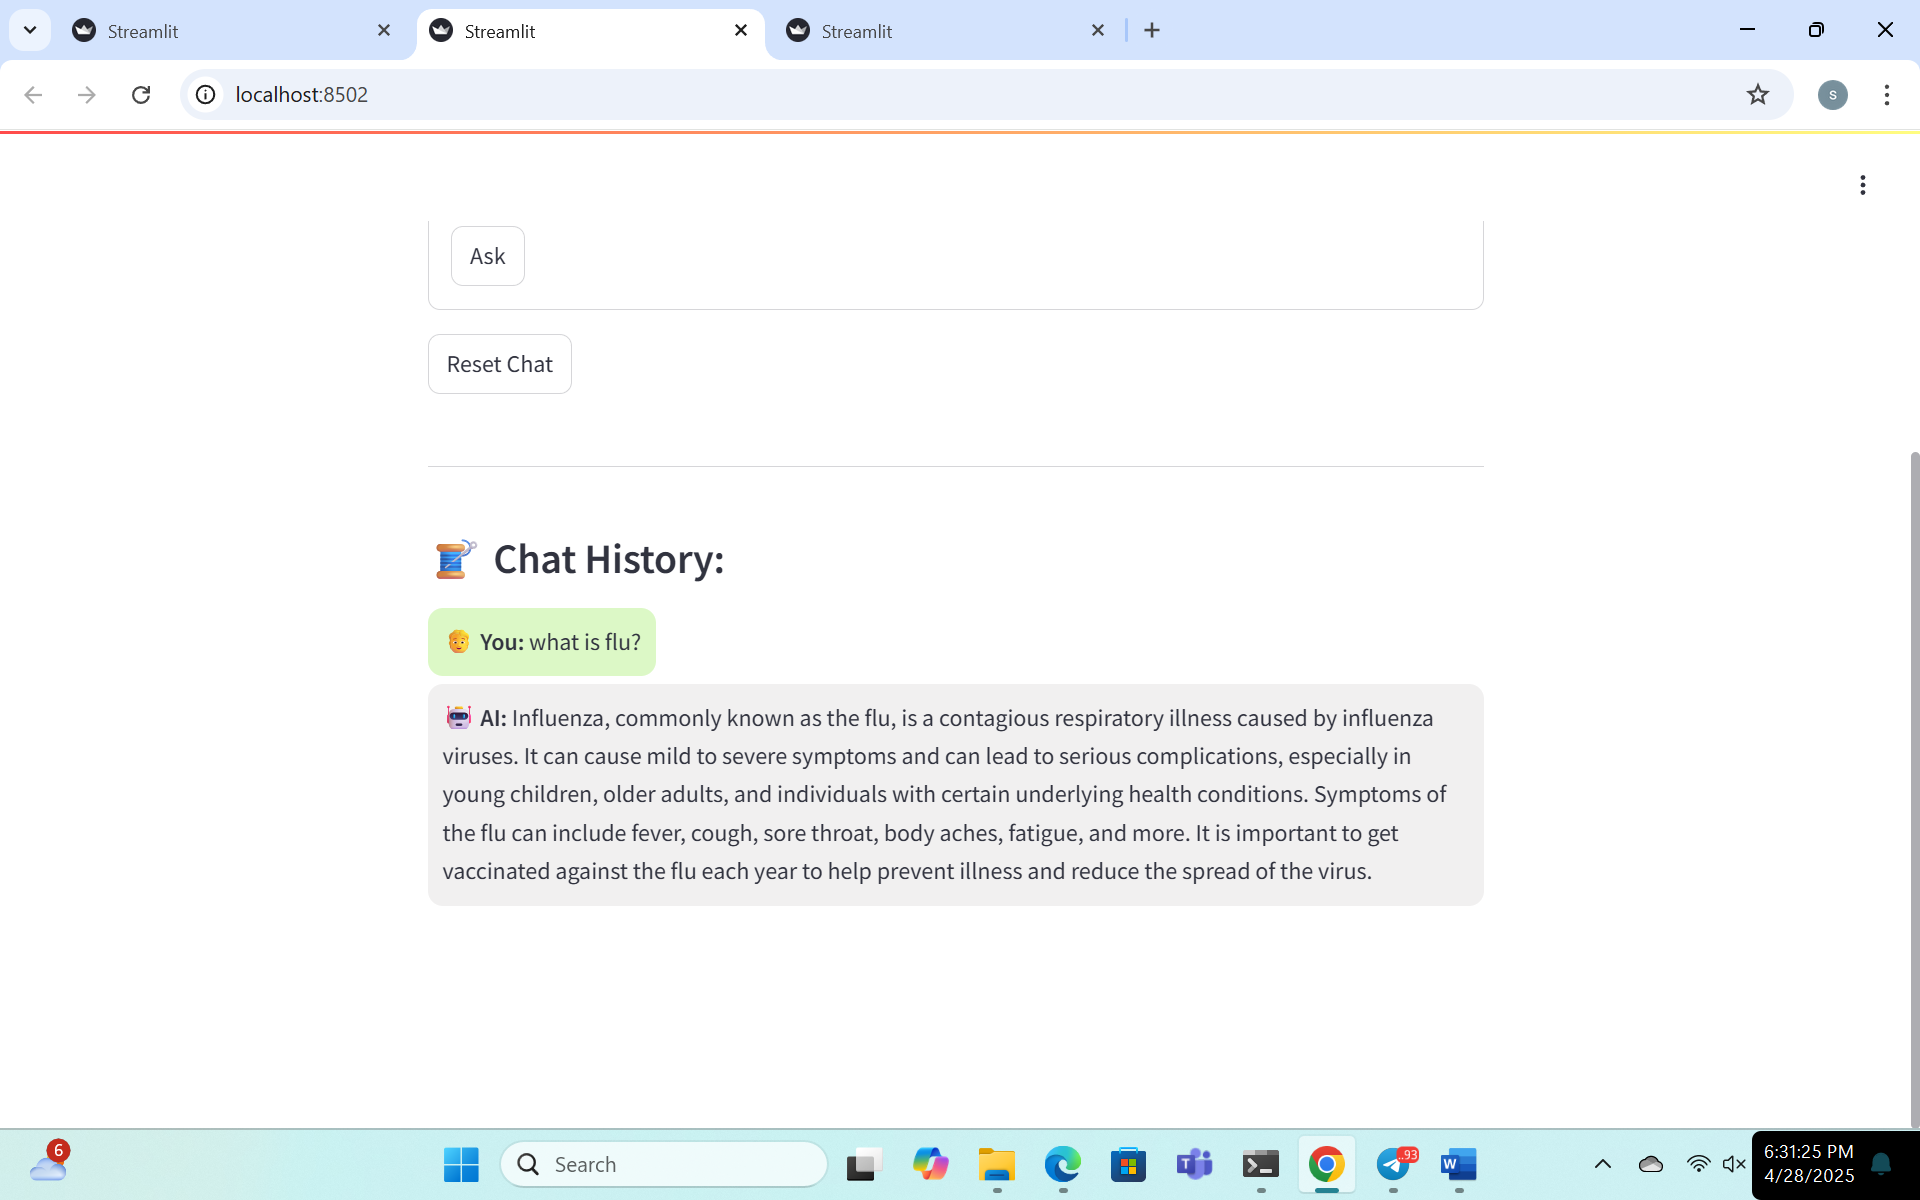 Streamlit
Streamlit
Streamlit
localhost:8502
S
Ask
Reset Chat
Chat History:
You: what is flu?
AI: Influenza, commonly known as the flu, is a contagious respiratory illness caused by influenza
viruses. It can cause mild to severe symptoms and can lead to serious complications, especially in
young children, older adults, and individuals with certain underlying health conditions. Symptoms of
the flu can include fever, cough, sore throat, body aches, fatigue, and more. It is important to get
vaccinated against the flu each year to help prevent illness and reduce the spread of the virus.
6
Search
T
..93
W
6:31:25 PM
4/28/2025